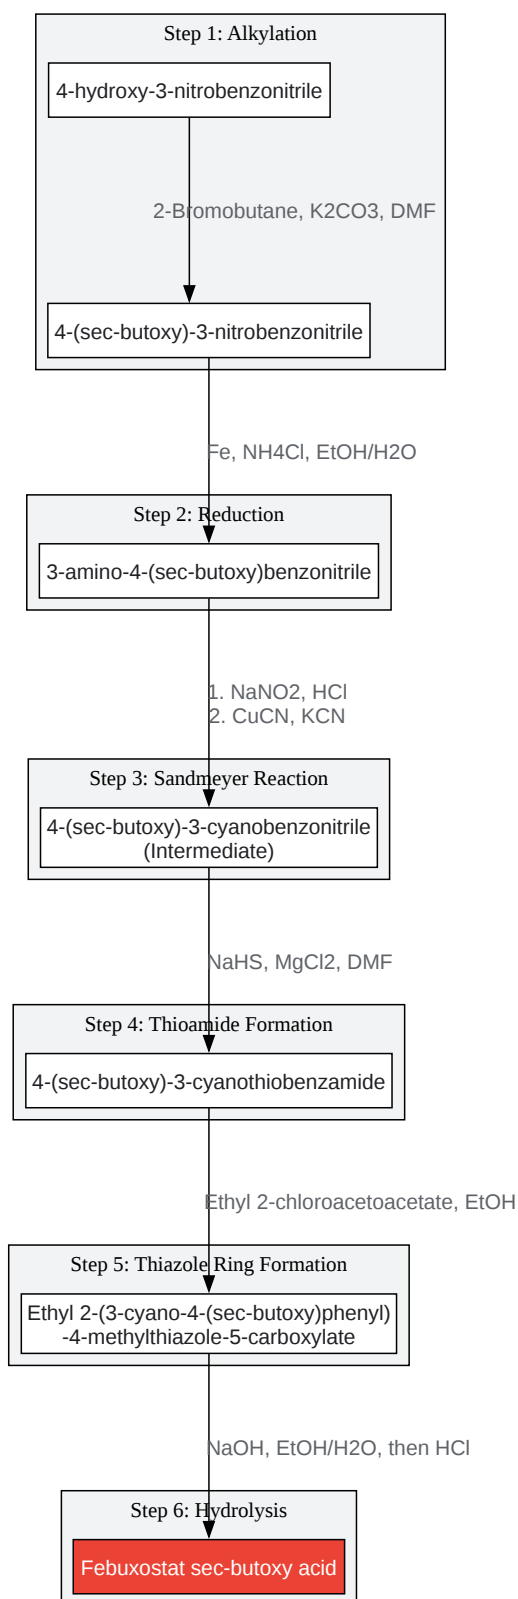 Step 1: Alkylation
4-hydroxy-3-nitrobenzonitrile
2-Bromobutane, K2CO3, DMF
4-(sec-butoxy)-3-nitrobenzonitrile
Fe, NH4Cl, EtOH/H2O
Step 2: Reduction
3-amino-4-(sec-butoxy)benzonitrile
1. NaNO2, HCl
2. CuCN, KCN
Step 3: Sandmeyer Reaction
4-(sec-butoxy)-3-cyanobenzonitrile
(Intermediate)
NaHS, MgCl2, DMF
Step 4: Thioamide Formation
4-(sec-butoxy)-3-cyanothiobenzamide
Ethyl 2-chloroacetoacetate, EtOH
Step 5: Thiazole Ring Formation
Ethyl 2-(3-cyano-4-(sec-butoxy)phenyl)
-4-methylthiazole-5-carboxylate
NaOH, EtOH/H2O, then HCl
Step 6: Hydrolysis
Febuxostat sec-butoxy acid